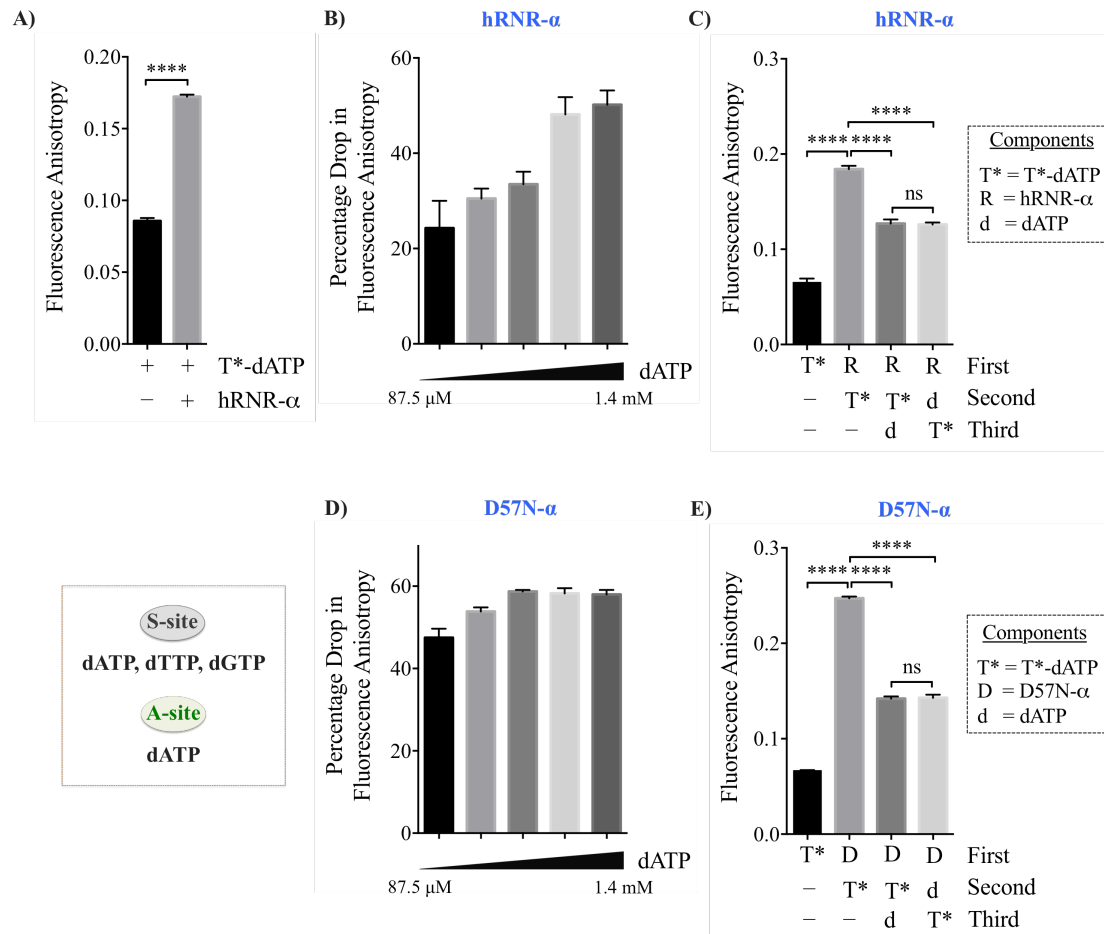 A)
Fluorescence Anisotropy
0.20
0.15
0.10
0.05
0.00
****
+ + T*-dATP
− + hRNR-α
B)
hRNR-α
Percentage Drop in
Fluorescence Anisotropy
60
40
20
0
dATP
87.5 μM 1.4 mM
C)
hRNR-α
Fluorescence Anisotropy
0.3
0.2
0.1
0.0
****
**** ****
ns
T* R R R First
− T* T* d Second
− − d T* Third
Components
T* = T*-dATP
R = hRNR-α
d = dATP
S-site
dATP, dTTP, dGTP
A-site
dATP
D)
D57N-α
Percentage Drop in
Fluorescence Anisotropy
60
40
20
0
dATP
87.5 μM 1.4 mM
E)
D57N-α
Fluorescence Anisotropy
0.3
0.2
0.1
0.0
****
**** ****
ns
T* D D D First
− T* T* d Second
− − d T* Third
Components
T* = T*-dATP
D = D57N-α
d = dATP